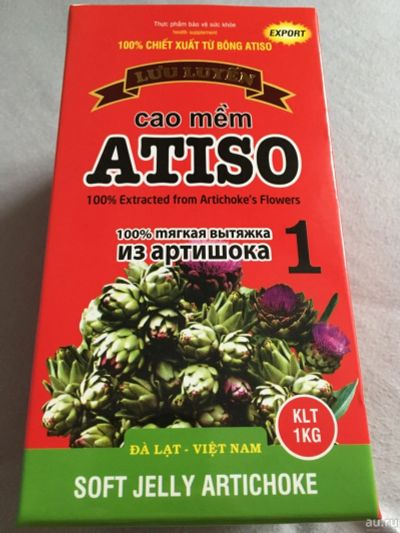 Thực phẩm bảo vệ sức khỏe
health supplement
EXPORT
100% CHIẾT XUẤT TỪ BÔNG ATISO
LƯU LUYẾN
cao mềm
ATISO
100% Extracted from Artichoke's Flowers
100% mягкая вытяжка
из артишока
1
KLT
1KG
ĐÀ LẠT - VIỆT NAM
SOFT JELLY ARTICHOKE
au.ru